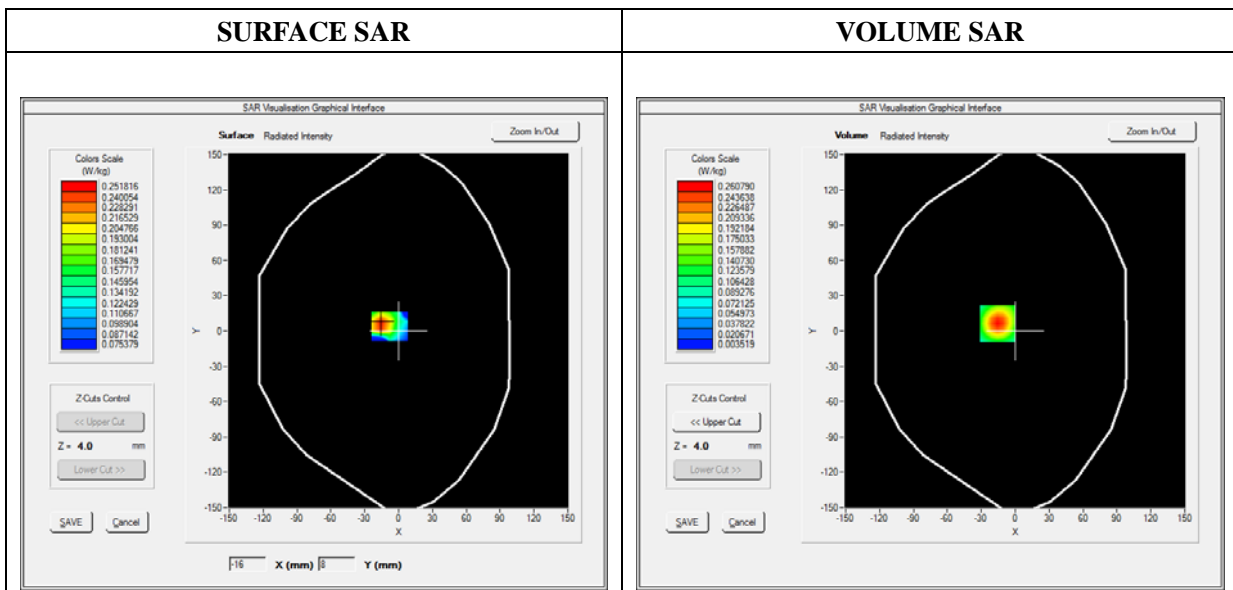 SURFACE SAR
VOLUME SAR
SAR Visualisation Graphical Interface
Surface Radiated Intensity
Zoom In/Out
Colors Scale
(W/kg)
0.251816
0.240054
0.228291
0.216529
0.204766
0.193004
0.181241
0.169479
0.157717
0.145954
0.134192
0.122429
0.110667
0.098904
0.087142
0.075379
Z-Cuts Control
<< Upper Cut
Z = 4.0 mm
Lower Cut >>
SAVE Cancel
150
120
90
60
30
0
-30
-60
-90
-120
-150
Y
-150 -120 -90 -60 -30 0 30 60 90 120 150
X
-16 X (mm) 8 Y (mm)
SAR Visualisation Graphical Interface
Volume Radiated Intensity
Zoom In/Out
Colors Scale
(W/kg)
0.260790
0.243638
0.226487
0.209336
0.192184
0.175033
0.157882
0.140730
0.123579
0.106428
0.089276
0.072125
0.054973
0.037822
0.020671
0.003519
Z-Cuts Control
<< Upper Cut
Z = 4.0 mm
Lower Cut >>
SAVE Cancel
150
120
90
60
30
0
-30
-60
-90
-120
-150
Y
-150 -120 -90 -60 -30 0 30 60 90 120 150
X